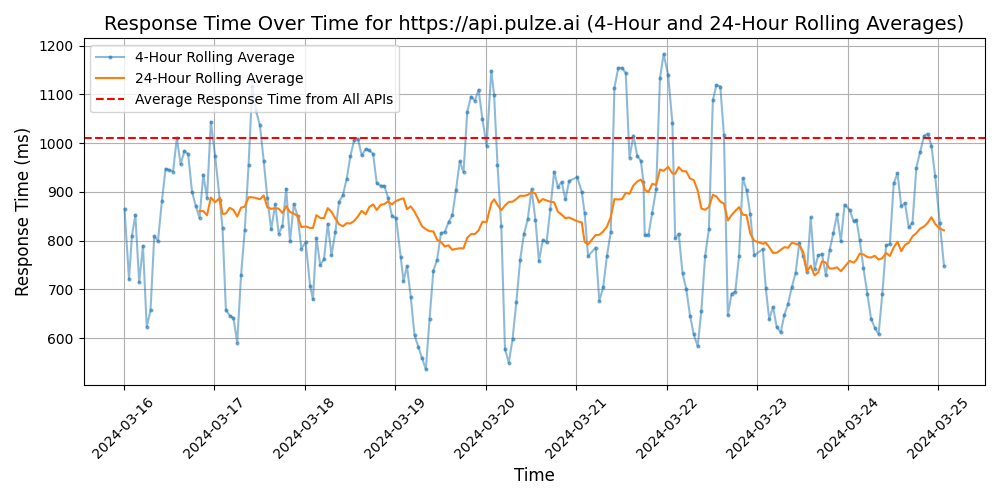 Response Time Over Time for https://api.pulze.ai (4-Hour and 24-Hour Rolling Averages)
4-Hour Rolling Average
24-Hour Rolling Average
Average Response Time from All APIs
Response Time (ms)
1200
1100
1000
900
800
700
600
2024-03-16
2024-03-17
2024-03-18
2024-03-19
2024-03-20
2024-03-21
2024-03-22
2024-03-23
2024-03-24
2024-03-25
Time